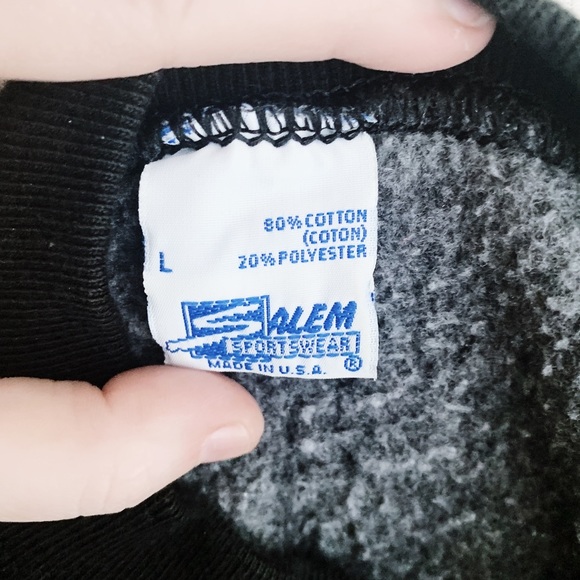 80% COTTON
(COTON)
20% POLYESTER
L
SALEM
SPORTSWEAR
MADE IN U.S.A. ®